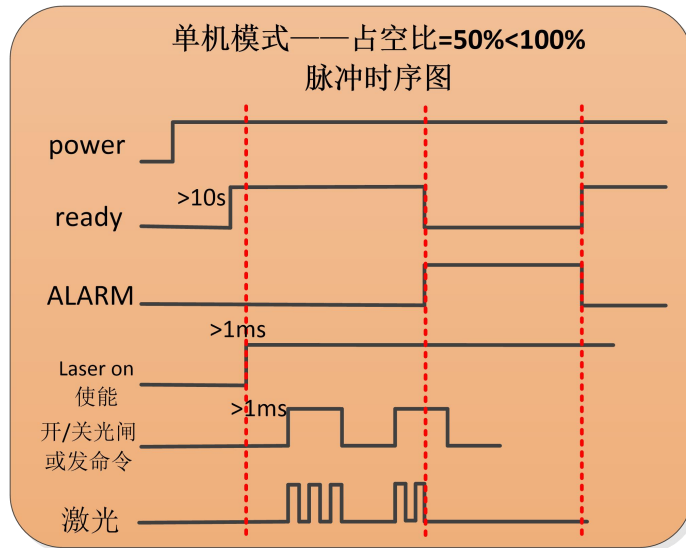 单机模式——占空比=50%<100%
脉冲时序图
power
>10s
ready
ALARM
>1ms
Laser on
使能
>1ms
开/关光闸
或发命令
激光